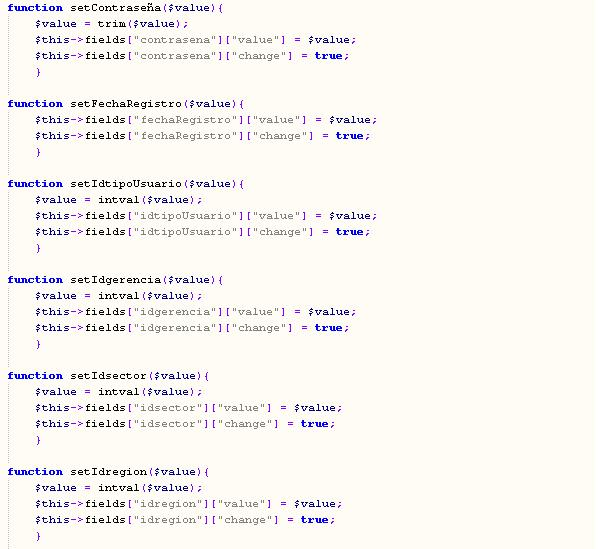 function setContraseña($value){
$value = trim($value);
$this->fields["contrasena"]["value"] = $value;
$this->fields["contrasena"]["change"] = true;
}
function setFechaRegistro($value){
$this->fields["fechaRegistro"]["value"] = $value;
$this->fields["fechaRegistro"]["change"] = true;
}
function setIdtipoUsuario($value){
$value = intval($value);
$this->fields["idtipoUsuario"]["value"] = $value;
$this->fields["idtipoUsuario"]["change"] = true;
}
function setIdgerencia($value){
$value = intval($value);
$this->fields["idgerencia"]["value"] = $value;
$this->fields["idgerencia"]["change"] = true;
}
function setIdsector($value){
$value = intval($value);
$this->fields["idsector"]["value"] = $value;
$this->fields["idsector"]["change"] = true;
}
function setIdregion($value){
$value = intval($value);
$this->fields["idregion"]["value"] = $value;
$this->fields["idregion"]["change"] = true;
}